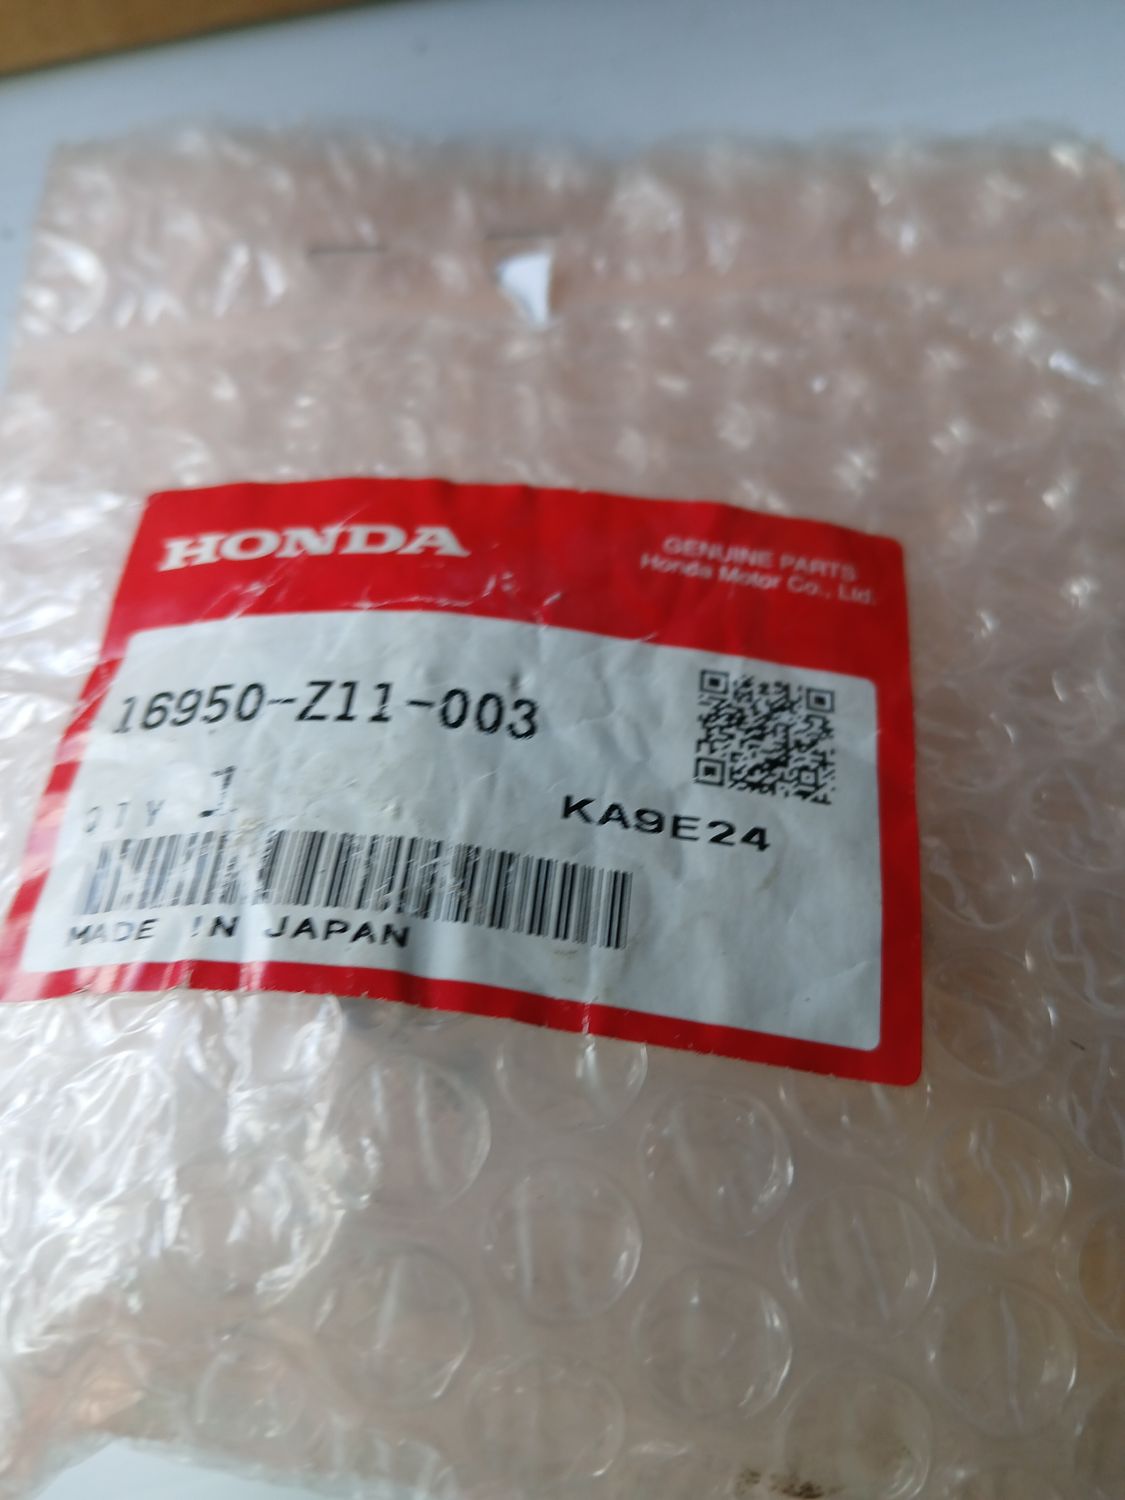 HONDA
GENUINE PARTS
Honda Motor Co., Ltd.
16950-Z11-003
QTY 1
KA9E24
MADE IN JAPAN